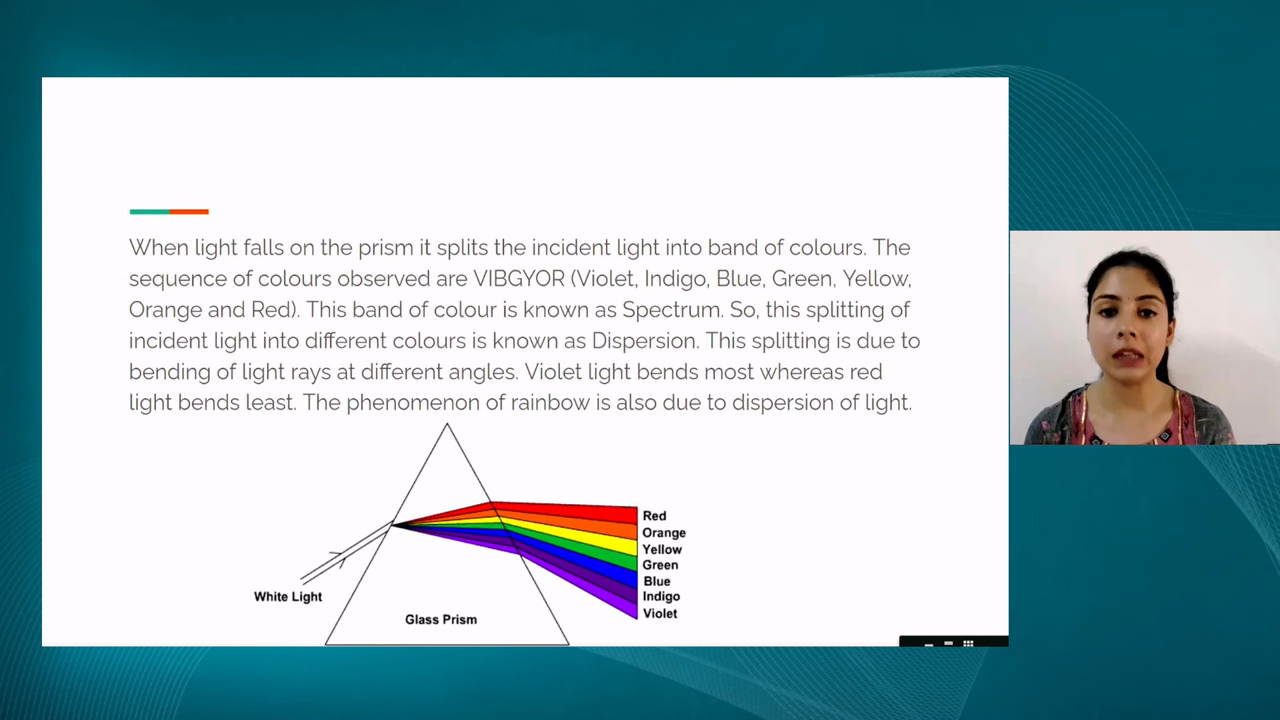 When light falls on the prism it splits the incident light into band of colours. The
sequence of colours observed are VIBGYOR (Violet, Indigo, Blue, Green, Yellow,
Orange and Red). This band of colour is known as Spectrum. So, this splitting of
incident light into different colours is known as Dispersion. This splitting is due to
bending of light rays at different angles. Violet light bends most whereas red
light bends least. The phenomenon of rainbow is also due to dispersion of light.
Red
Orange
Yellow
Green
Blue
Indigo
Violet
White Light
Glass Prism